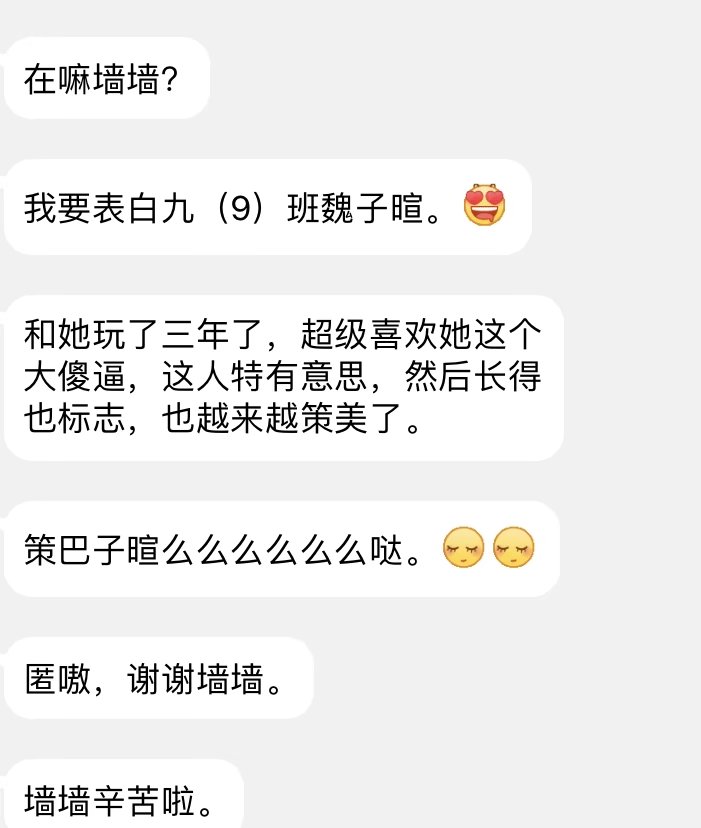 在嘛墙墙？
我要表白九（9）班魏子暄。😍
和她玩了三年了，超级喜欢她这个
大傻逼，这人特有意思，然后长得
也标志，也越来越策美了。
策巴子暄么么么么么么哒。😌😌
匿嗷，谢谢墙墙。
墙墙辛苦啦。